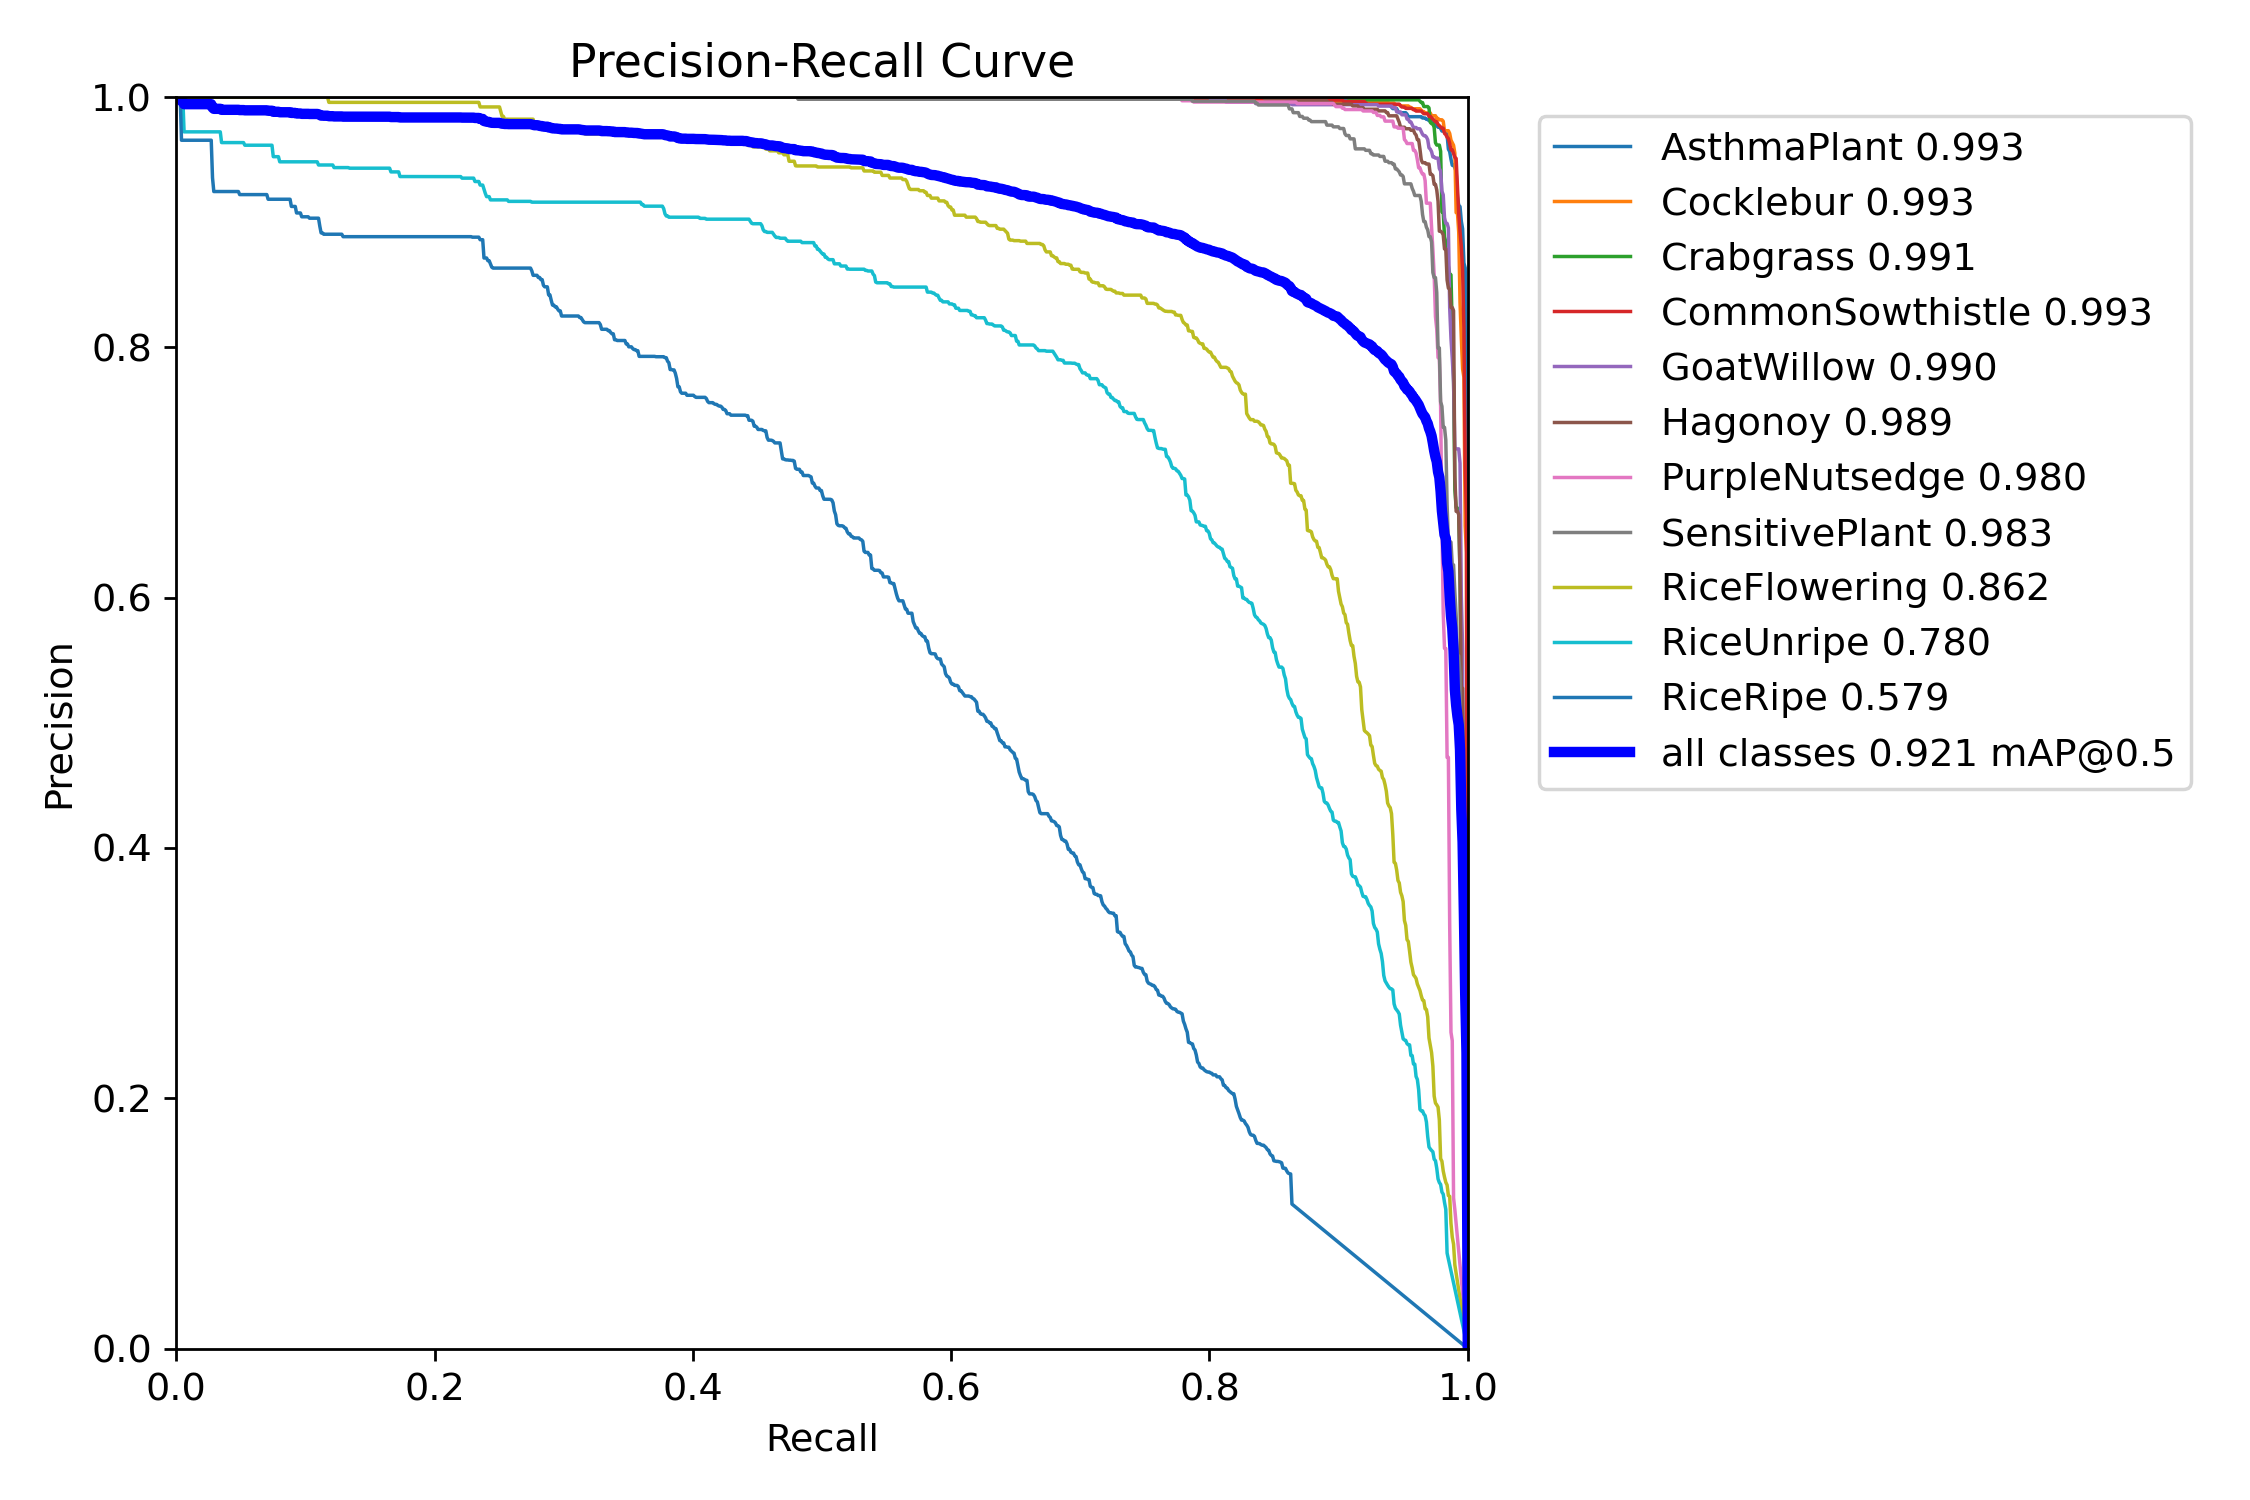 Precision-Recall Curve
1.0
0.8
0.6
0.4
0.2
0.0
Precision
0.0 0.2 0.4 0.6 0.8 1.0
Recall
AsthmaPlant 0.993
Cocklebur 0.993
Crabgrass 0.991
CommonSowthistle 0.993
GoatWillow 0.990
Hagonoy 0.989
PurpleNutsedge 0.980
SensitivePlant 0.983
RiceFlowering 0.862
RiceUnripe 0.780
RiceRipe 0.579
all classes 0.921 mAP@0.5